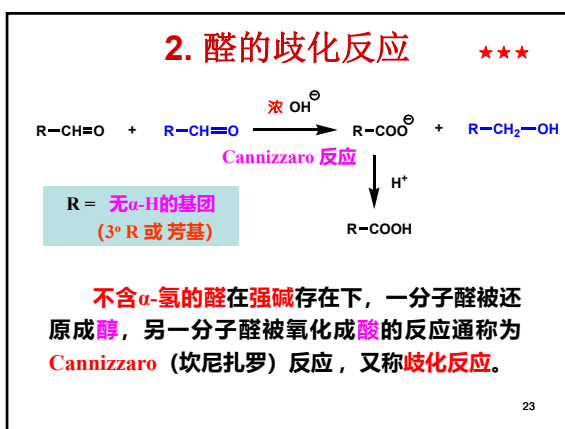 2. 醛的歧化反应 ★★★
浓 OH⊖
R—CH=O + R—CH=O R—COO⊖ + R—CH₂—OH
Cannizzaro 反应
H⁺
R = 无α-H的基团
(3º R 或 芳基)
R—COOH
不含α-氢的醛在强碱存在下，一分子醛被还
原成醇，另一分子醛被氧化成酸的反应通称为
Cannizzaro（坎尼扎罗）反应，又称歧化反应。
23